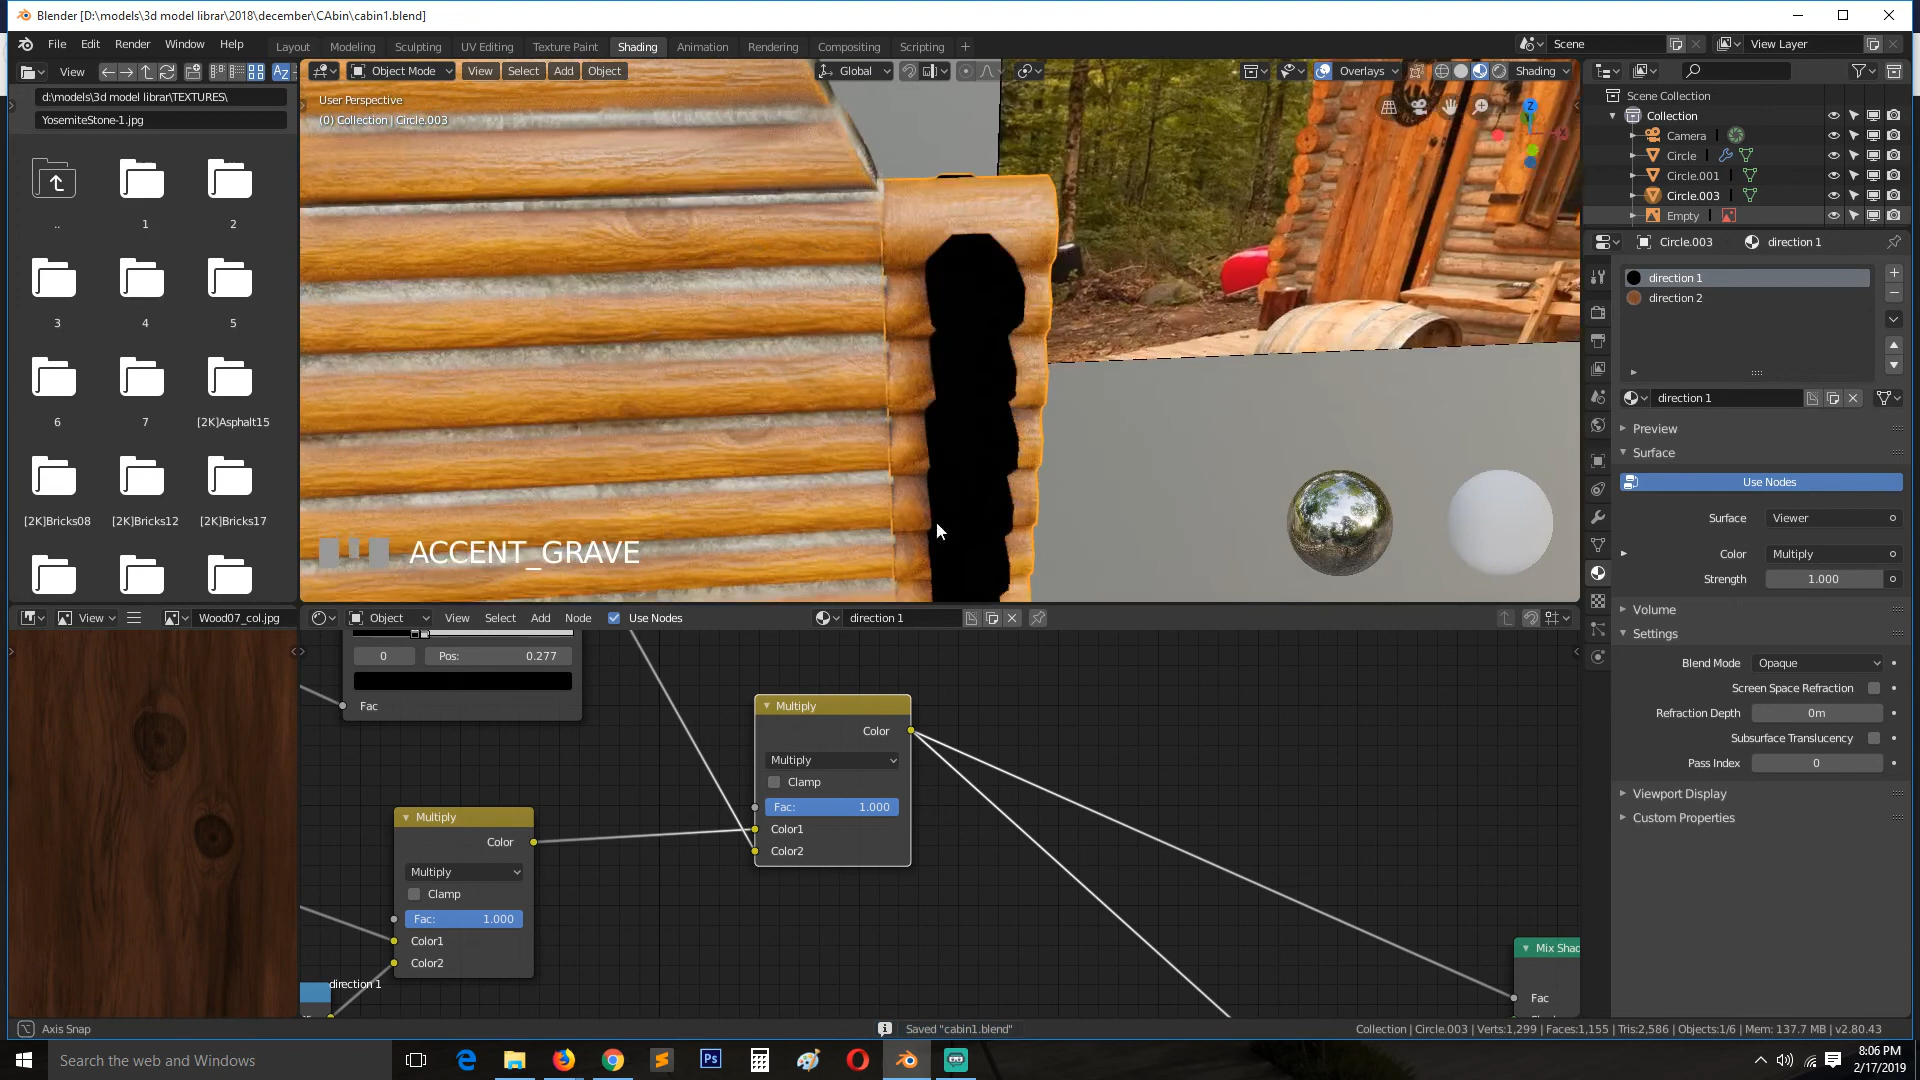 Blender [D:\models\3d model librar\2018\december\CAbin\cabin1.blend]
File Edit Render Window Help Layout Modeling Sculpting UV Editing Texture Paint Shading Animation Rendering Compositing Scripting + Scene View Layer
View
Object Mode View Select Add Object Global Overlays Shading
d:\models\3d model librar\TEXTURES\
YosemiteStone-1.jpg
.. 1 2
3 4 5
6 7 [2K]Asphalt15
[2K]Bricks08 [2K]Bricks12 [2K]Bricks17
User Perspective
(0) Collection | Circle.003
ACCENT_GRAVE
Scene Collection
Collection
Camera
Circle
Circle.001
Circle.003
Empty
Circle.003 direction 1
direction 1
direction 2
direction 1
Preview
Surface
Use Nodes
Surface Viewer
Color Multiply
Strength 1.000
Volume
Settings
Blend Mode Opaque
Screen Space Refraction
Refraction Depth 0m
Subsurface Translucency
Pass Index 0
Viewport Display
Custom Properties
View Wood07_col.jpg
Object View Select Add Node Use Nodes direction 1
0 Pos: 0.277
Fac
Multiply
Color
Multiply
Clamp
Fac: 1.000
Color1
Color2
Multiply
Color
Multiply
Clamp
Fac: 1.000
Color1
Color2
direction 1
Mix Shad
Fac
Axis Snap
Saved "cabin1.blend"
Collection | Circle.003 | Verts:1,299 | Faces:1,155 | Tris:2,586 | Objects:1/6 | Mem: 137.7 MB | v2.80.43
Search the web and Windows
Ps
8:06 PM
2/17/2019